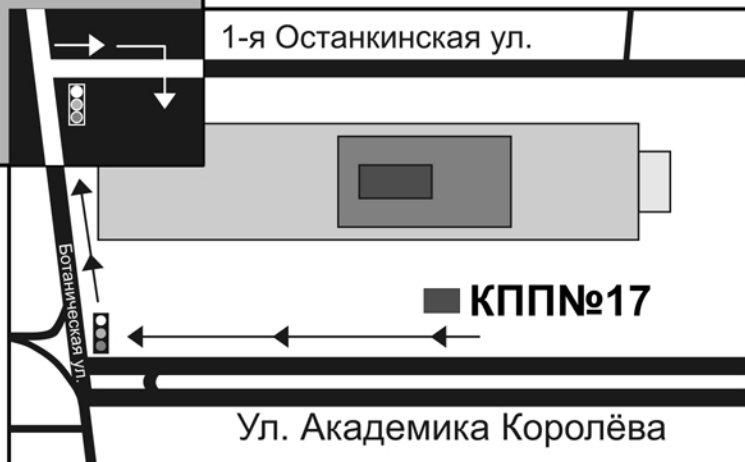 1-я Останкинская ул.
Ботаническая ул.
КПП№17
Ул. Академика Королёва